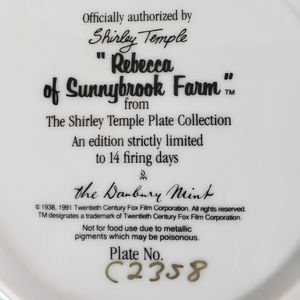 Officially authorized by
Shirley Temple
"Rebecca
of Sunnybrook Farm"™
from
The Shirley Temple Plate Collection
An edition strictly limited
to 14 firing days
The Danbury Mint
© 1938, 1991 Twentieth Century Fox Film Corporation. All rights reserved.
TM designates a trademark of Twentieth Century Fox Film Corporation.
Not for food use due to metallic
pigments which may be poisonous.
Plate No.
C2358